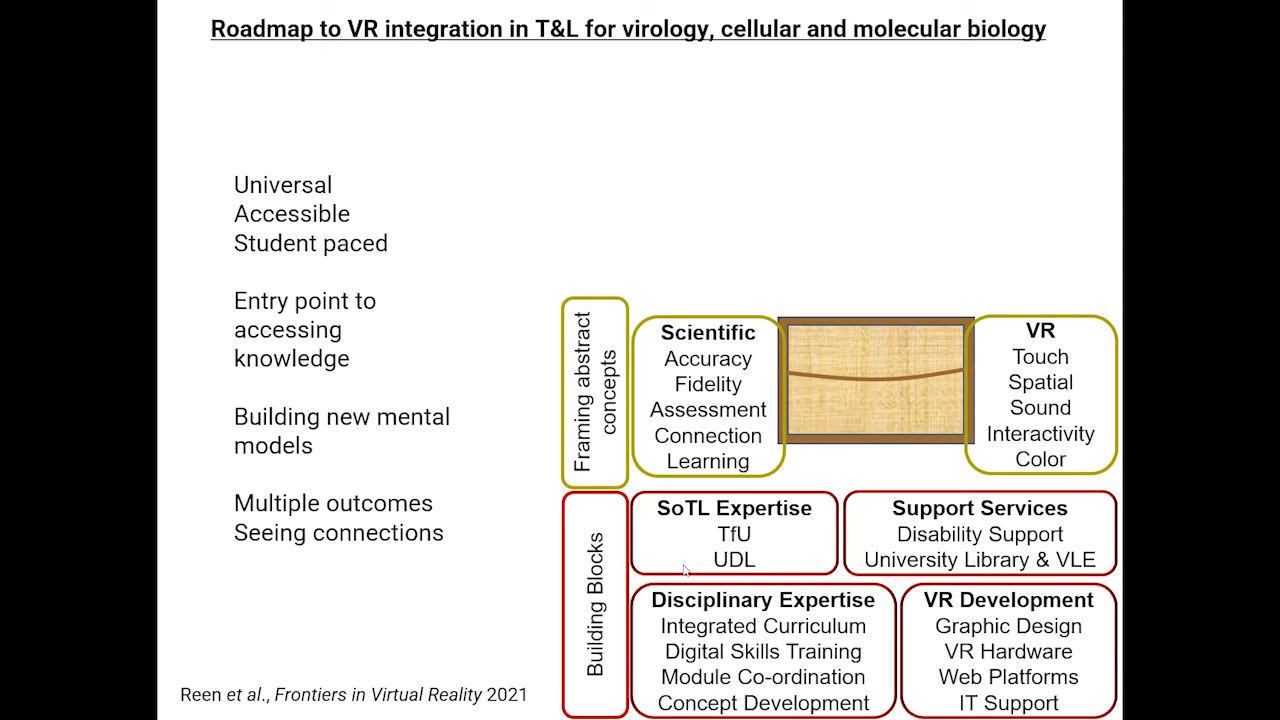 Roadmap to VR integration in T&L for virology, cellular and molecular biology
Universal
Accessible
Student paced
Entry point to
accessing
knowledge
Building new mental
models
Multiple outcomes
Seeing connections
Framing abstract
concepts
Scientific
Accuracy
Fidelity
Assessment
Connection
Learning
VR
Touch
Spatial
Sound
Interactivity
Color
Building Blocks
SoTL Expertise
TfU
UDL
Support Services
Disability Support
University Library & VLE
Disciplinary Expertise
Integrated Curriculum
Digital Skills Training
Module Co-ordination
Concept Development
VR Development
Graphic Design
VR Hardware
Web Platforms
IT Support
Reen et al., Frontiers in Virtual Reality 2021